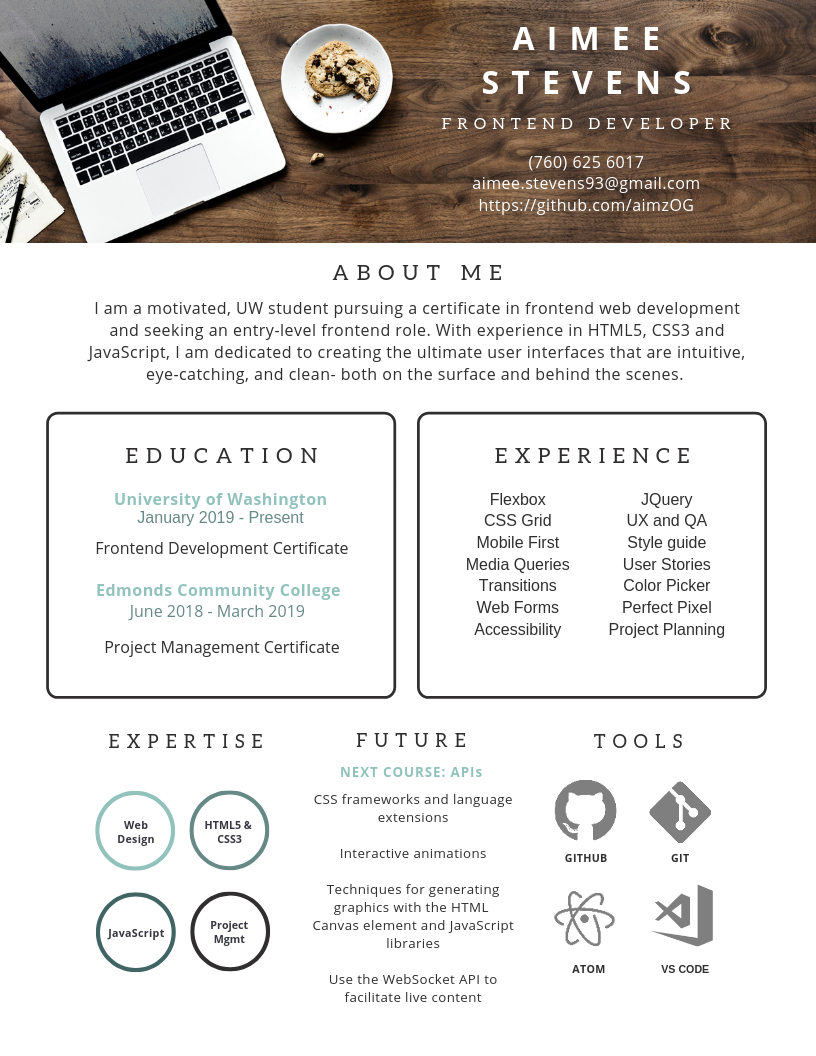 AIMEE
STEVENS
FRONTEND DEVELOPER
(760) 625 6017
aimee.stevens93@gmail.com
https://github.com/aimzOG
ABOUT ME
I am a motivated, UW student pursuing a certificate in frontend web development
and seeking an entry-level frontend role. With experience in HTML5, CSS3 and
JavaScript, I am dedicated to creating the ultimate user interfaces that are intuitive,
eye-catching, and clean- both on the surface and behind the scenes.
EDUCATION
University of Washington
January 2019 - Present
Frontend Development Certificate
Edmonds Community College
June 2018 - March 2019
Project Management Certificate
EXPERIENCE
Flexbox
CSS Grid
Mobile First
Media Queries
Transitions
Web Forms
Accessibility
JQuery
UX and QA
Style guide
User Stories
Color Picker
Perfect Pixel
Project Planning
EXPERTISE
Web
Design
HTML5 &
CSS3
JavaScript
Project
Mgmt
FUTURE
NEXT COURSE: APIs
CSS frameworks and language
extensions
Interactive animations
Techniques for generating
graphics with the HTML
Canvas element and JavaScript
libraries
Use the WebSocket API to
facilitate live content
TOOLS
GITHUB
GIT
ATOM
VS CODE